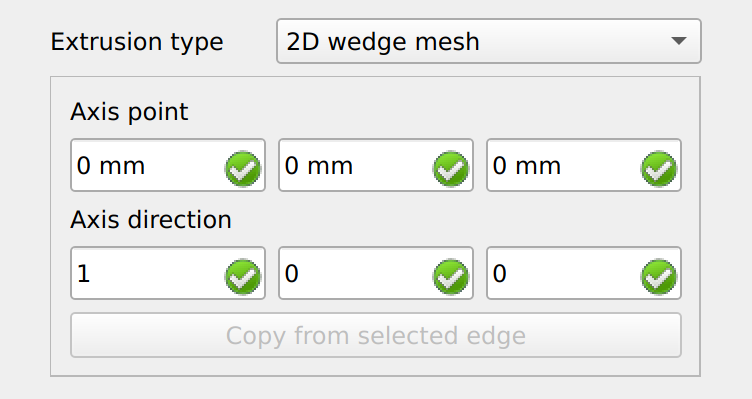 Extrusion type 2D wedge mesh
Axis point
0 mm 0 mm 0 mm
Axis direction
1 0 0
Copy from selected edge